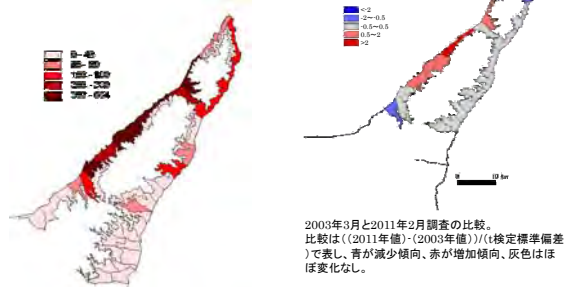 <-2
-2～-0.5
-0.5～0.5
0.5～2
>2
0 10 km
2003年3月と2011年2月調査の比較。
比較は((2011年値)-(2003年値))/(t検定標準偏差
)で表し、青が減少傾向、赤が増加傾向、灰色はほ
ぼ変化なし。